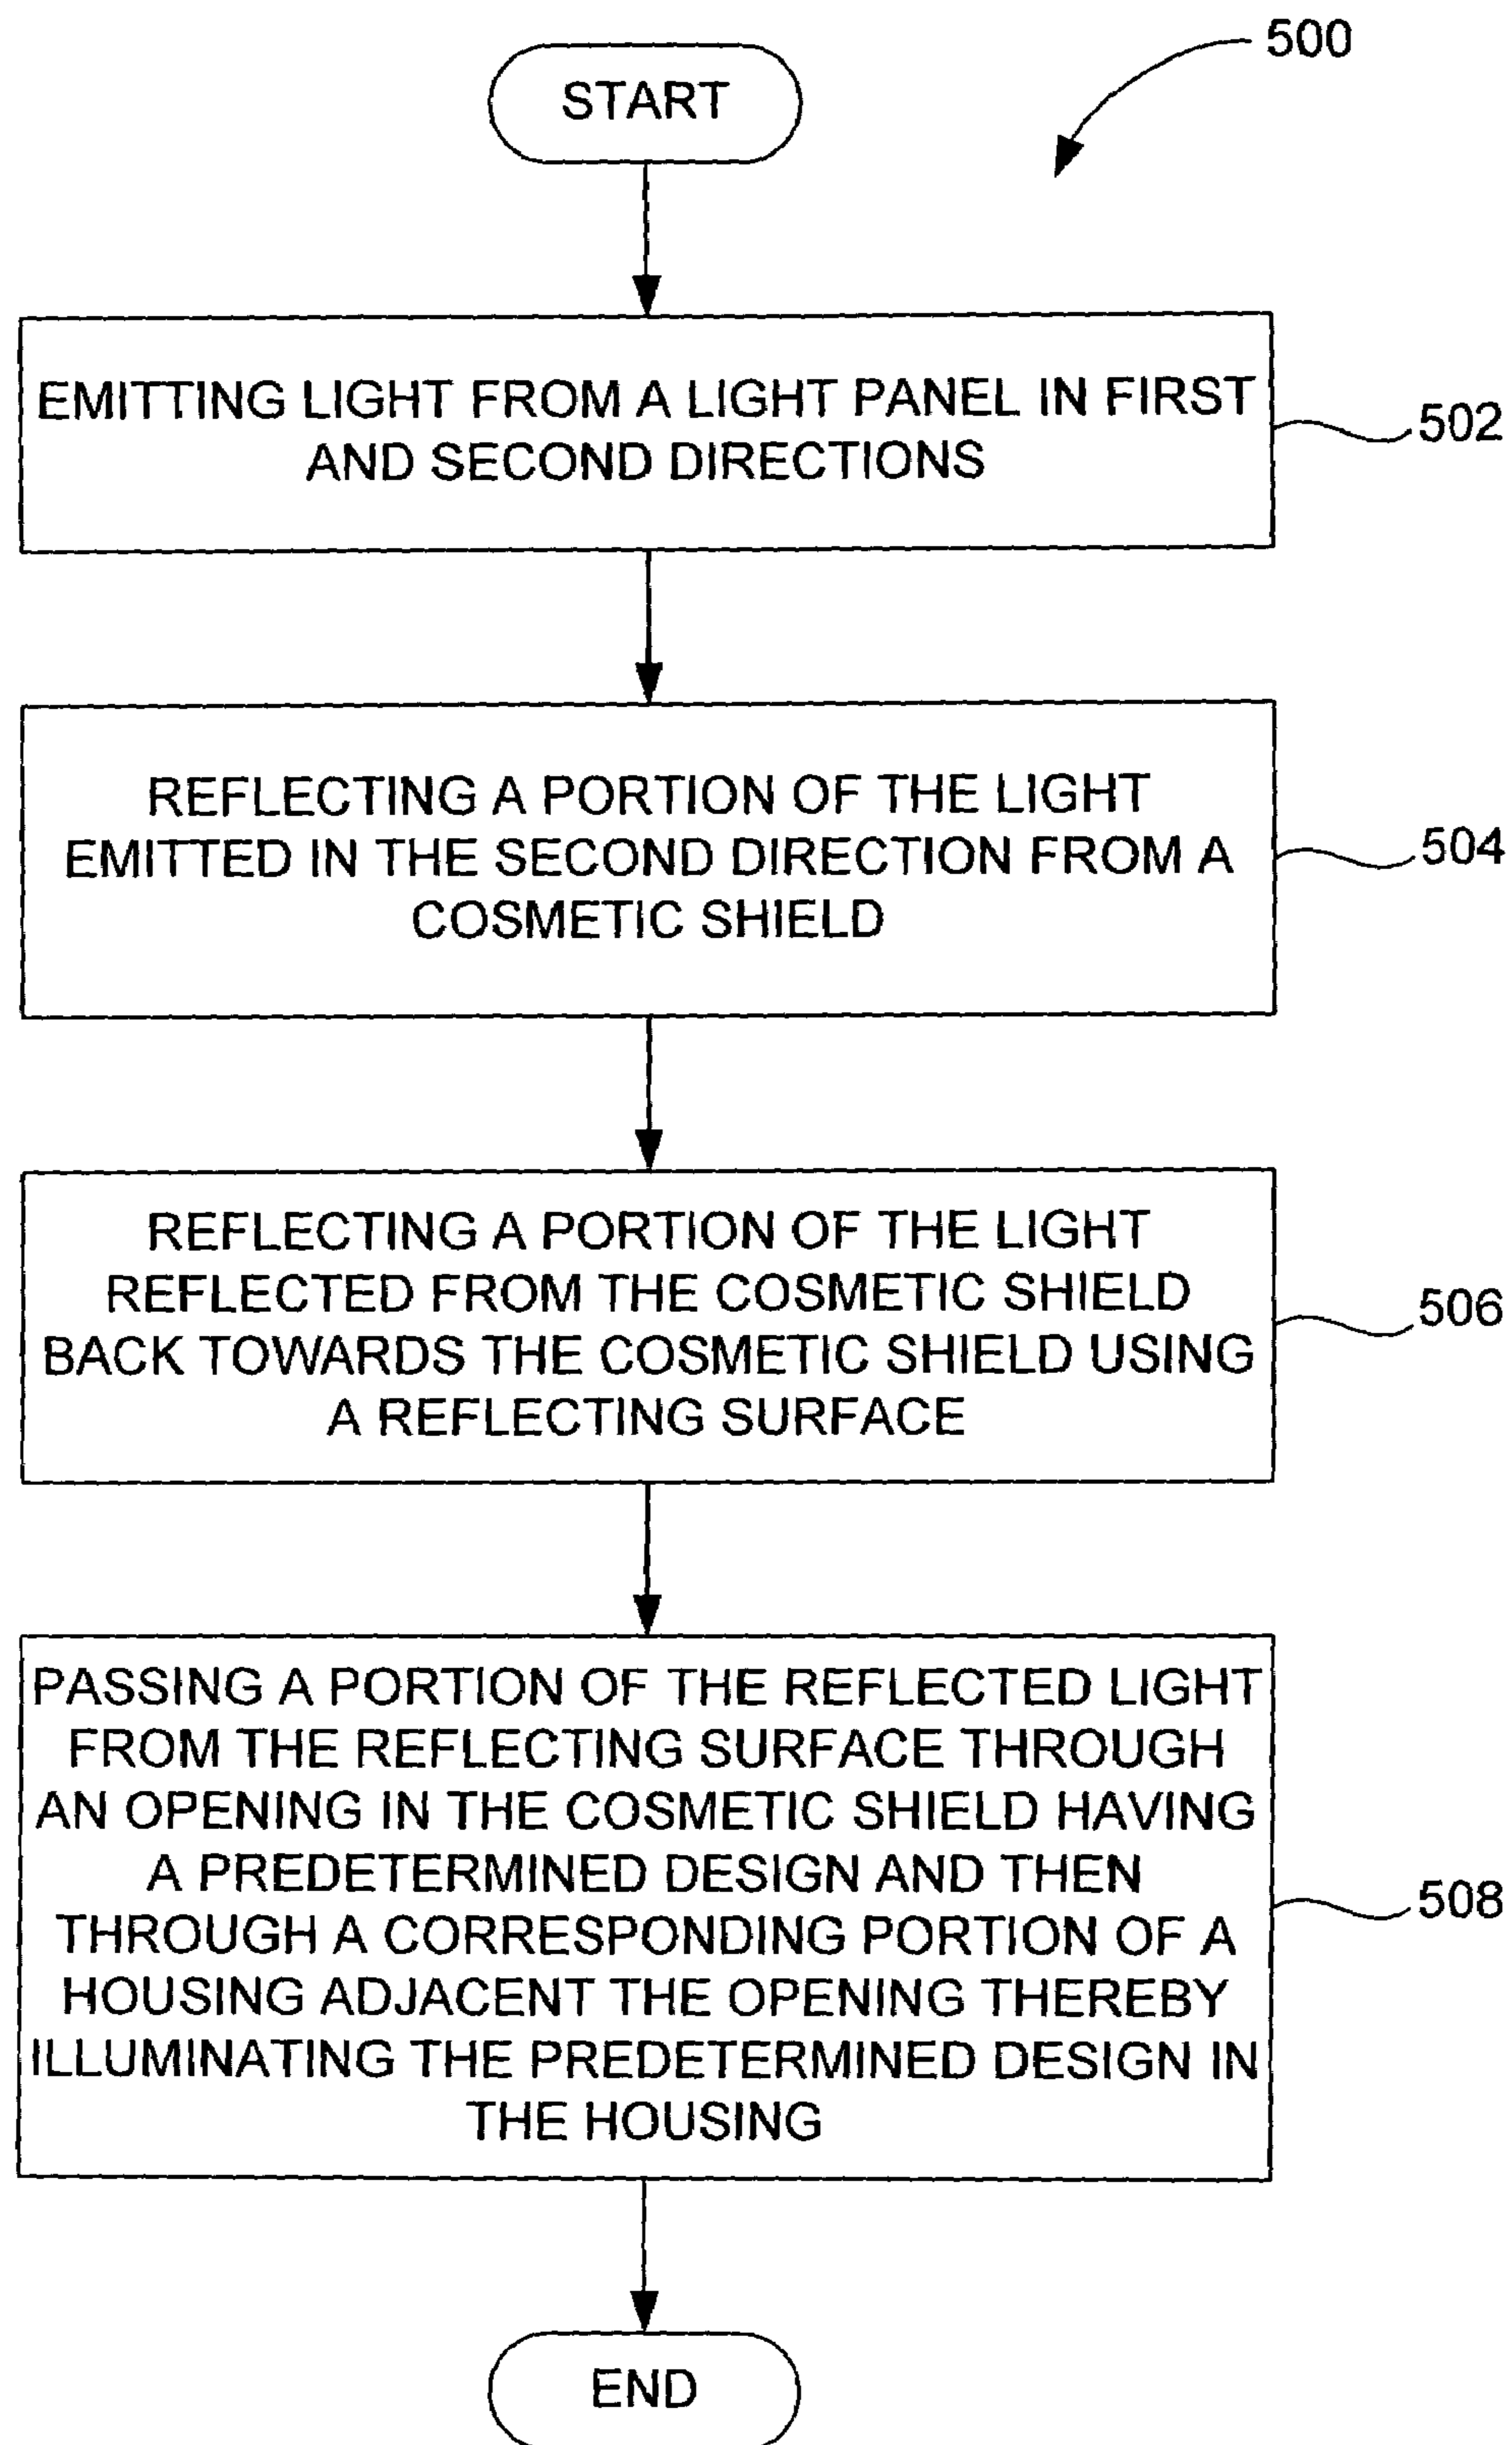 500
START
EMITTING LIGHT FROM A LIGHT PANEL IN FIRST
AND SECOND DIRECTIONS
502
REFLECTING A PORTION OF THE LIGHT
EMITTED IN THE SECOND DIRECTION FROM A
COSMETIC SHIELD
504
REFLECTING A PORTION OF THE LIGHT
REFLECTED FROM THE COSMETIC SHIELD
BACK TOWARDS THE COSMETIC SHIELD USING
A REFLECTING SURFACE
506
PASSING A PORTION OF THE REFLECTED LIGHT
FROM THE REFLECTING SURFACE THROUGH
AN OPENING IN THE COSMETIC SHIELD HAVING
A PREDETERMINED DESIGN AND THEN
THROUGH A CORRESPONDING PORTION OF A
HOUSING ADJACENT THE OPENING THEREBY
ILLUMINATING THE PREDETERMINED DESIGN IN
THE HOUSING
508
END